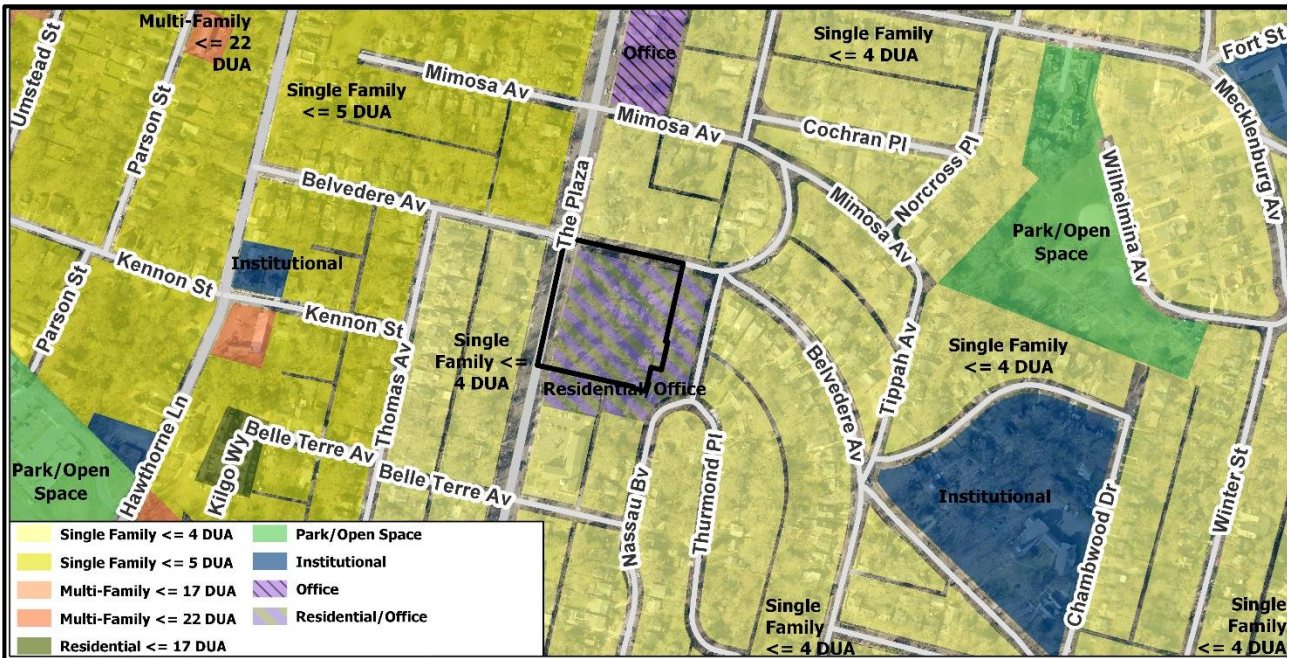 Multi-Family
<= 22
DUA
Umstead St
Parson St
Single Family
<= 5 DUA
Mimosa Av
Office
Mimosa Av
Single Family
<= 4 DUA
Cochran Pl
Norcross Pl
Fort St
Mecklenburg Av
Wilhelmina Av
Park/Open
Space
Mimosa Av
Belvedere Av
The Plaza
Institutional
Kennon St
Kennon St
Parson St
Thomas Av
Single
Family <=
4 DUA
Residential/Office
Belvedere Av
Tippah Av
Single Family
<= 4 DUA
Park/Open
Space
Hawthorne Ln
Kilgo Wy
Belle Terre Av
Belle Terre Av
Nassau Bv
Thurmond Pl
Institutional
Chambwood Dr
Winter St
Single
Family
<= 4 DUA
Single
Family
<= 4 DUA
Single Family <= 4 DUA
Single Family <= 5 DUA
Multi-Family <= 17 DUA
Multi-Family <= 22 DUA
Residential <= 17 DUA
Park/Open Space
Institutional
Office
Residential/Office